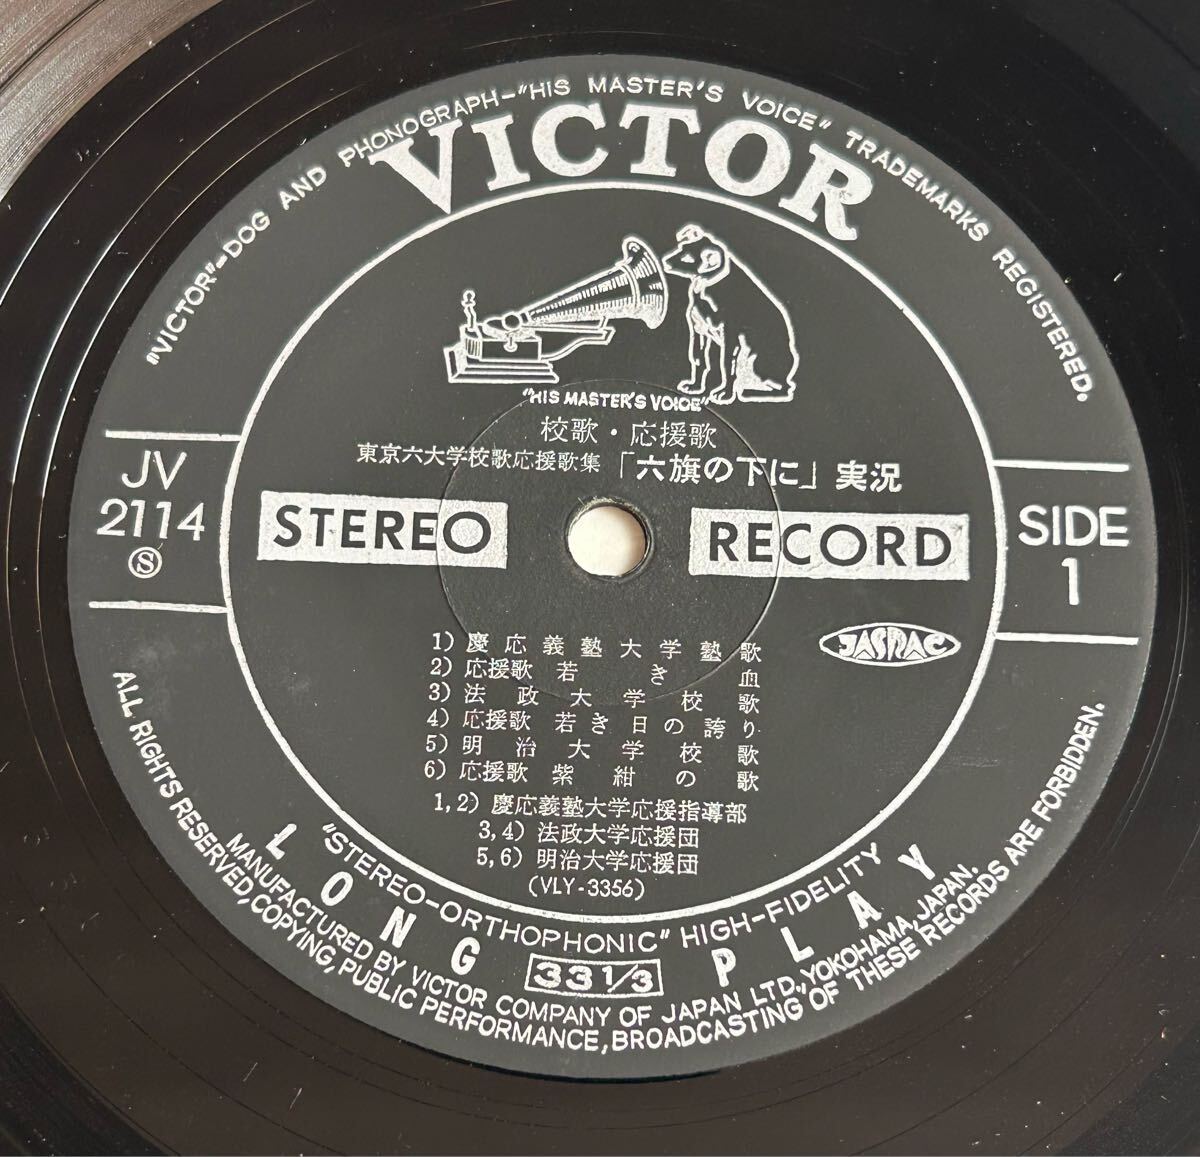 "VICTOR"-DOG AND PHONOGRAPH-"HIS MASTER'S VOICE" TRADEMARKS REGISTERED.
VICTOR
"HIS MASTER'S VOICE"
校歌・応援歌
東京六大学校歌応援歌集「六旗の下に」実況
JV
2114
Ⓢ
STEREO RECORD
SIDE
1
JASRAC
1) 慶応義塾大学塾歌
2) 応援歌 若き血
3) 法政大学校歌
4) 応援歌 若き日の誇り
5) 明治大学校歌
6) 応援歌 紫紺の歌
1,2) 慶応義塾大学応援指導部
3,4) 法政大学応援団
5,6) 明治大学応援団
(VLY-3356)
"STEREO-ORTHOPHONIC" HIGH-FIDELITY
LONG PLAY
33 1/3
MANUFACTURED BY VICTOR COMPANY OF JAPAN LTD., YOKOHAMA, JAPAN.
ALL RIGHTS RESERVED, COPYING, PUBLIC PERFORMANCE, BROADCASTING OF THESE RECORDS ARE FORBIDDEN.